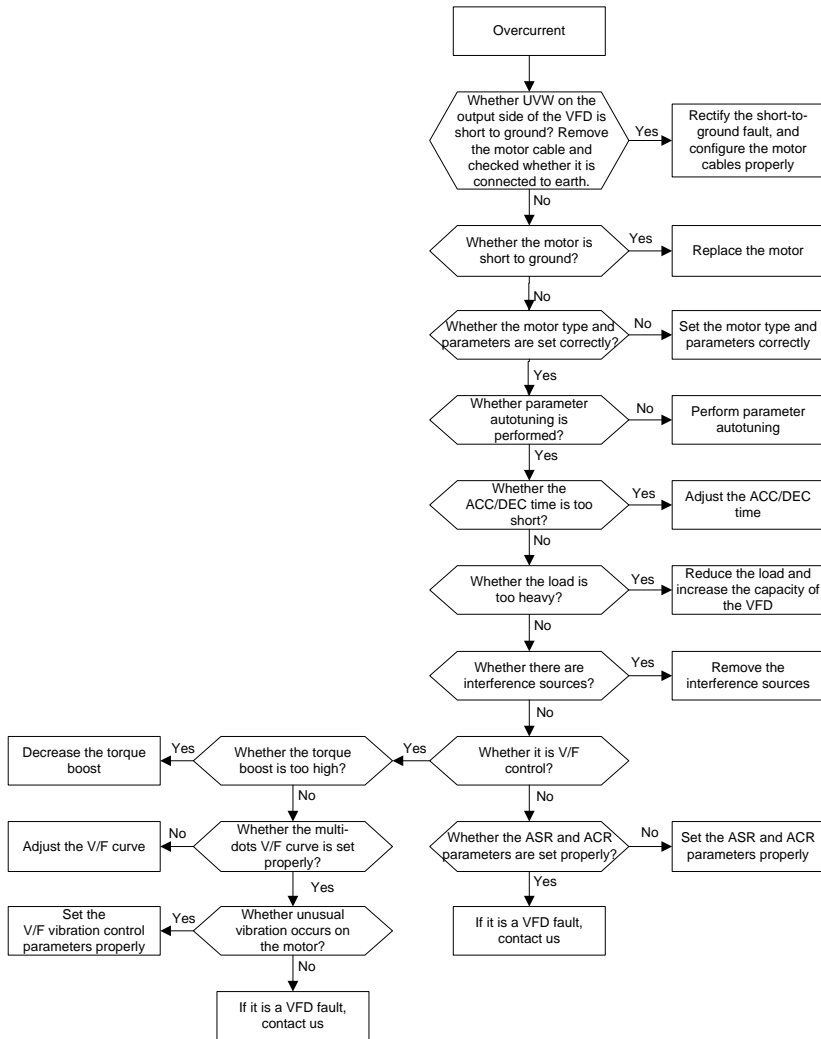 Overcurrent
Whether UVW on the
output side of the VFD is
short to ground? Remove
the motor cable and
checked whether it is
connected to earth.
Yes
Rectify the short-to-
ground fault, and
configure the motor
cables properly
No
Whether the motor is
short to ground?
Yes
Replace the motor
No
Whether the motor type and
parameters are set correctly?
No
Set the motor type and
parameters correctly
Yes
Whether parameter
autotuning is
performed?
No
Perform parameter
autotuning
Yes
Whether the
ACC/DEC time is too
short?
Yes
Adjust the ACC/DEC
time
No
Whether the load is
too heavy?
Yes
Reduce the load and
increase the capacity of
the VFD
No
Whether there are
interference sources?
Yes
Remove the
interference sources
No
Whether it is V/F
control?
Yes
Whether the torque
boost is too high?
Yes
Decrease the torque
boost
No
Whether the multi-
dots V/F curve is set
properly?
No
Adjust the V/F curve
Yes
Whether unusual
vibration occurs on
the motor?
Yes
Set the
V/F vibration control
parameters properly
No
If it is a VFD fault,
contact us
No
Whether the ASR and ACR
parameters are set properly?
No
Set the ASR and ACR
parameters properly
Yes
If it is a VFD fault,
contact us